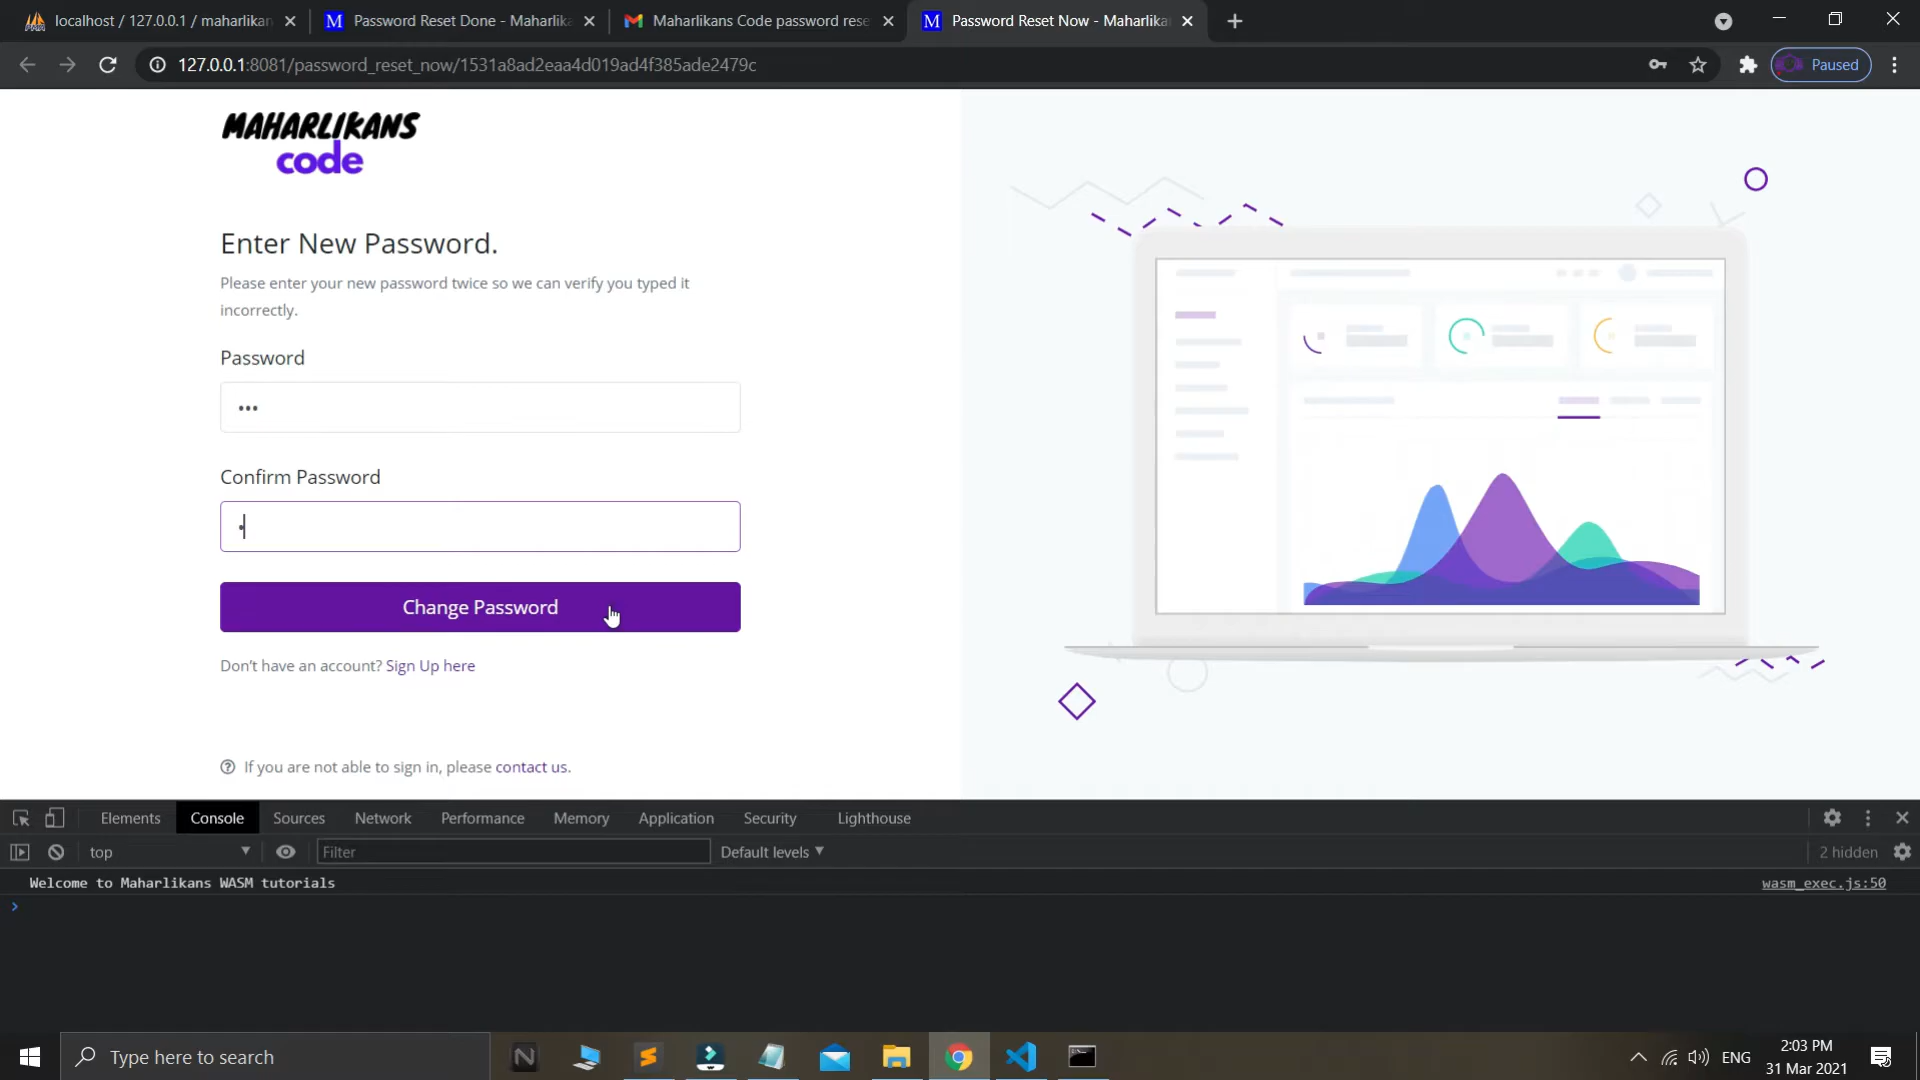 localhost / 127.0.0.1 / maharlikan
Password Reset Done - Maharlika
Maharlikans Code password rese
Password Reset Now - Maharlika
127.0.0.1:8081/password_reset_now/1531a8ad2eaa4d019ad4f385ade2479c
Paused
MAHARLIKANS
code
Enter New Password.
Please enter your new password twice so we can verify you typed it
incorrectly.
Password
Confirm Password
Change Password
Don't have an account? Sign Up here
If you are not able to sign in, please contact us.
Elements
Console
Sources
Network
Performance
Memory
Application
Security
Lighthouse
top
Filter
Default levels
2 hidden
Welcome to Maharlikans WASM tutorials
wasm_exec.js:50
Type here to search
ENG
2:03 PM
31 Mar 2021